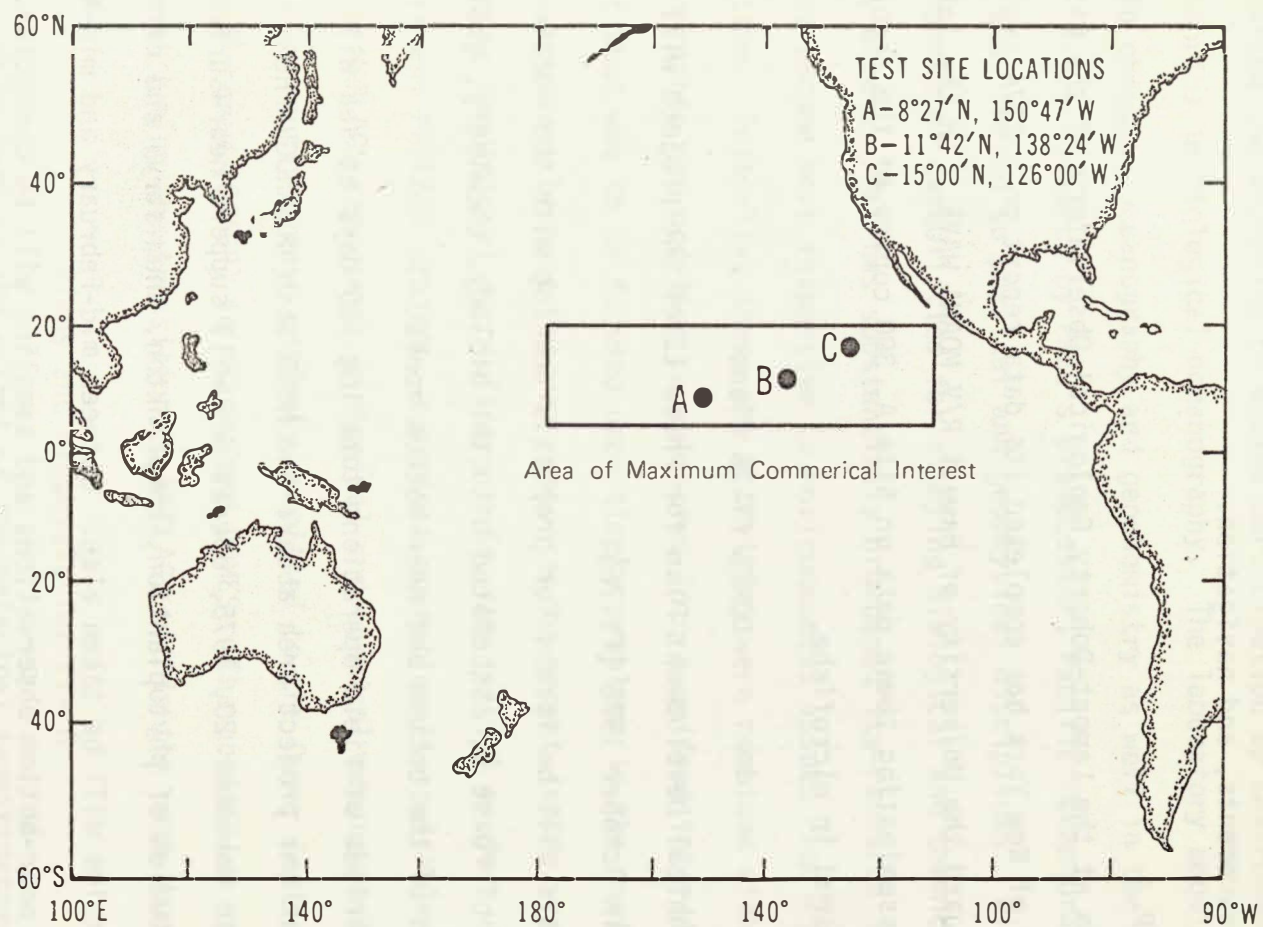 60°N
TEST SITE LOCATIONS
A–8°27′N, 150°47′W
B–11°42′N, 138°24′W
C–15°00′N, 126°00′W
40°
20°
C
B
A
0°
Area of Maximum Commerical Interest
20°
40°
60°S
100°E 140° 180° 140° 100° 90°W